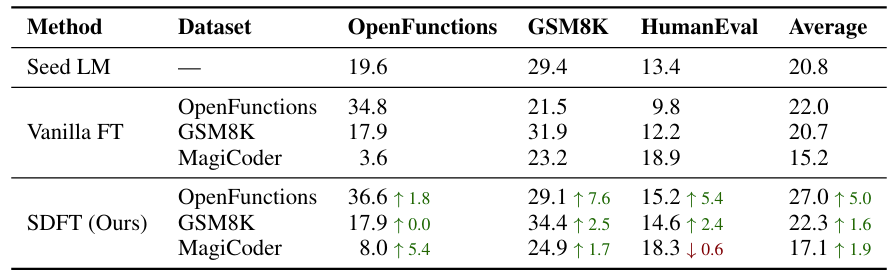 Method Dataset OpenFunctions GSM8K HumanEval Average
Seed LM — 19.6 29.4 13.4 20.8
OpenFunctions 34.8 21.5 9.8 22.0
Vanilla FT GSM8K 17.9 31.9 12.2 20.7
MagiCoder 3.6 23.2 18.9 15.2
OpenFunctions 36.6 ↑ 1.8 29.1 ↑ 7.6 15.2 ↑ 5.4 27.0 ↑ 5.0
SDFT (Ours) GSM8K 17.9 ↑ 0.0 34.4 ↑ 2.5 14.6 ↑ 2.4 22.3 ↑ 1.6
MagiCoder 8.0 ↑ 5.4 24.9 ↑ 1.7 18.3 ↓ 0.6 17.1 ↑ 1.9